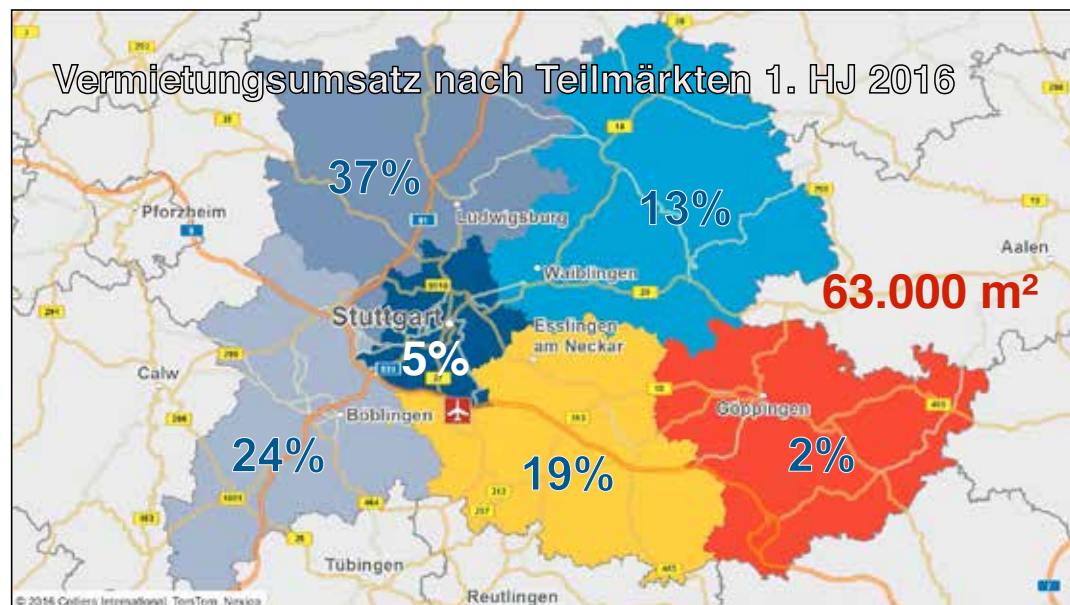 Vermietungsumsatz nach Teilmärkten 1. HJ 2016
37%
13%
Pforzheim
Ludwigsburg
Aalen
Waiblingen
63.000 m²
Stuttgart
Esslingen
am Neckar
5%
Calw
Böblingen
Göppingen
24%
19%
2%
Tübingen
Reutlingen
© 2016 Colliers International, TomTom